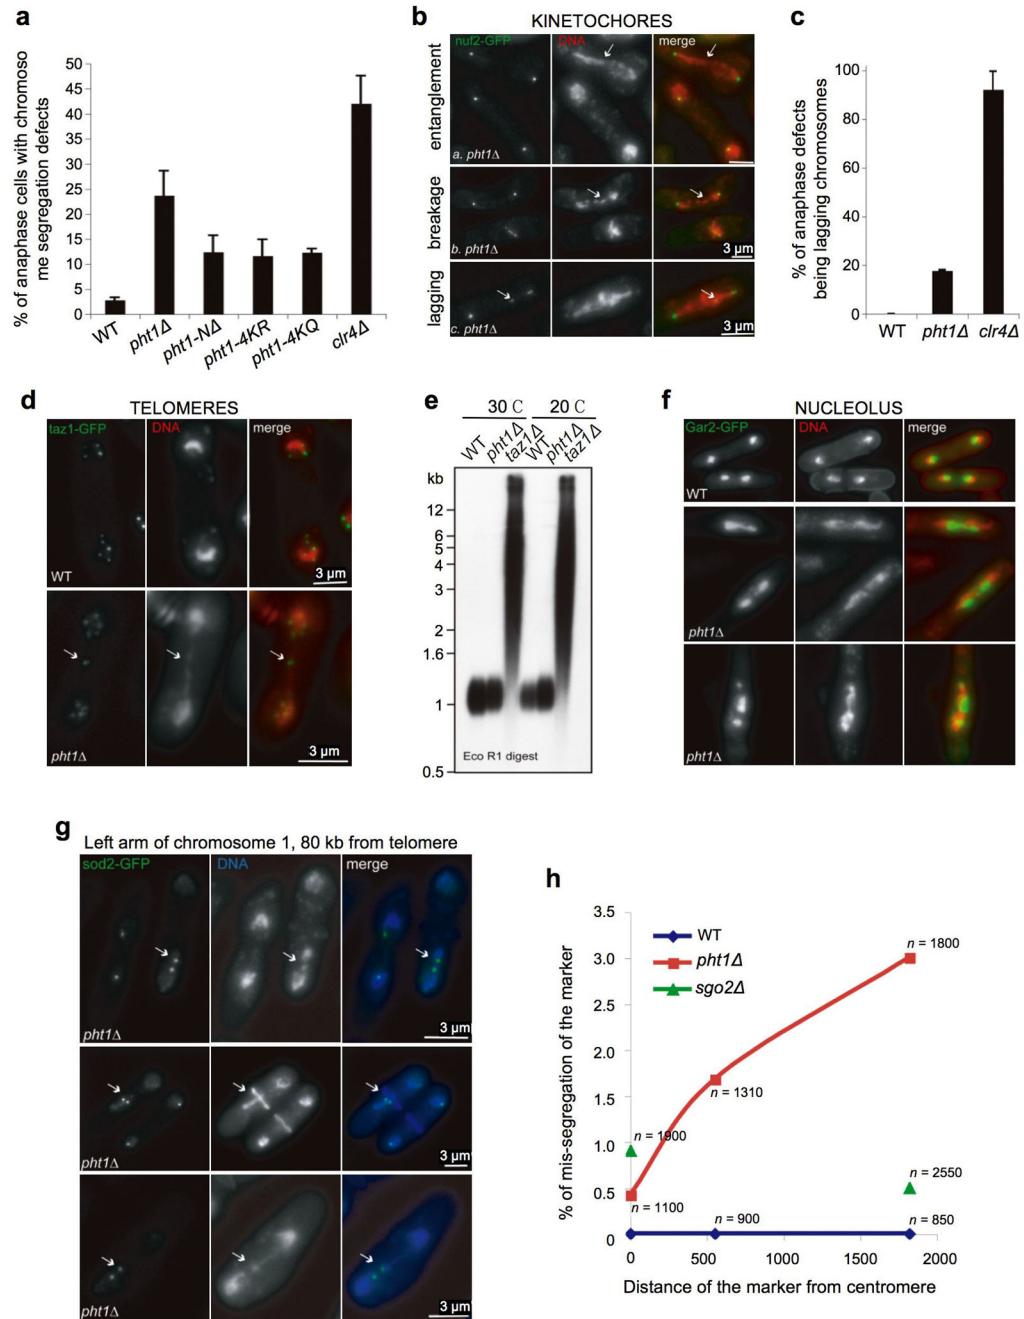 a
% of anaphase cells with chromoso
me segregation defects
50
45
40
35
30
25
20
15
10
5
0
WT
pht1Δ
pht1-NΔ
pht1-4KR
pht1-4KQ
clr4Δ
b
KINETOCHORES
nuf2-GFP
DNA
merge
entanglement
a. pht1Δ
breakage
b. pht1Δ
3 µm
lagging
c. pht1Δ
3 µm
c
% of anaphase defects
being lagging chromosomes
100
80
60
40
20
0
WT
pht1Δ
clr4Δ
d
TELOMERES
taz1-GFP
DNA
merge
WT
3 µm
pht1Δ
3 µm
e
30 C
20 C
WT
pht1Δ
taz1Δ
WT
pht1Δ
taz1Δ
kb
12
6
5
4
3
2
1.6
1
0.5
Eco R1 digest
f
NUCLEOLUS
Gar2-GFP
DNA
merge
WT
pht1Δ
pht1Δ
g
Left arm of chromosome 1, 80 kb from telomere
sod2-GFP
DNA
merge
pht1Δ
3 µm
pht1Δ
3 µm
pht1Δ
3 µm
h
% of mis-segregation of the marker
3.5
3.0
2.5
2.0
1.5
1.0
0.5
0
WT
pht1Δ
sgo2Δ
n = 1800
n = 1310
n = 1900
n = 1100
n = 900
n = 2550
n = 850
0
500
1000
1500
2000
Distance of the marker from centromere